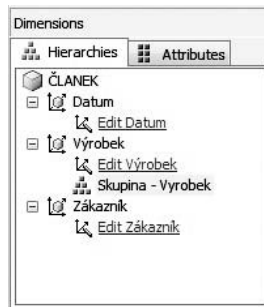 Dimensions
Hierarchies Attributes
ČLANEK
Datum
Edit Datum
Výrobek
Edit Výrobek
Skupina - Vyrobek
Zákazník
Edit Zákazník